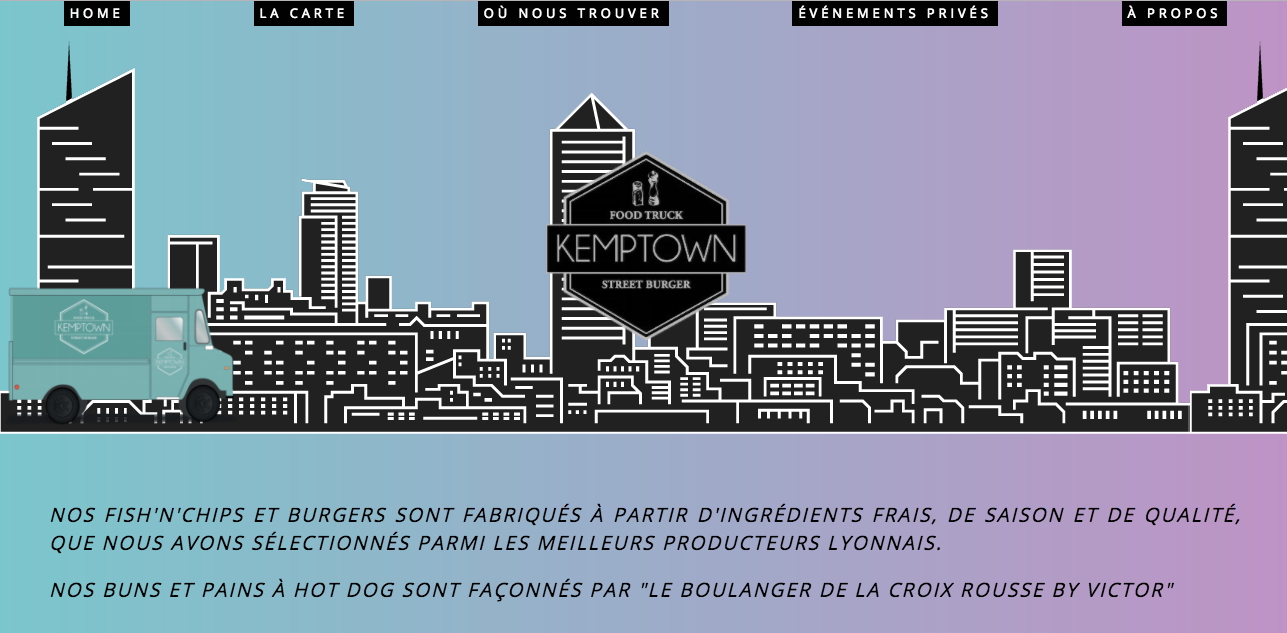 HOME
LA CARTE
OÙ NOUS TROUVER
ÉVÉNEMENTS PRIVÉS
À PROPOS
FOOD TRUCK
KEMPTOWN
STREET BURGER
KEMPTOWN
KEMPTOWN
NOS FISH'N'CHIPS ET BURGERS SONT FABRIQUÉS À PARTIR D'INGRÉDIENTS FRAIS, DE SAISON ET DE QUALITÉ,
QUE NOUS AVONS SÉLECTIONNÉS PARMI LES MEILLEURS PRODUCTEURS LYONNAIS.
NOS BUNS ET PAINS À HOT DOG SONT FAÇONNÉS PAR "LE BOULANGER DE LA CROIX ROUSSE BY VICTOR"